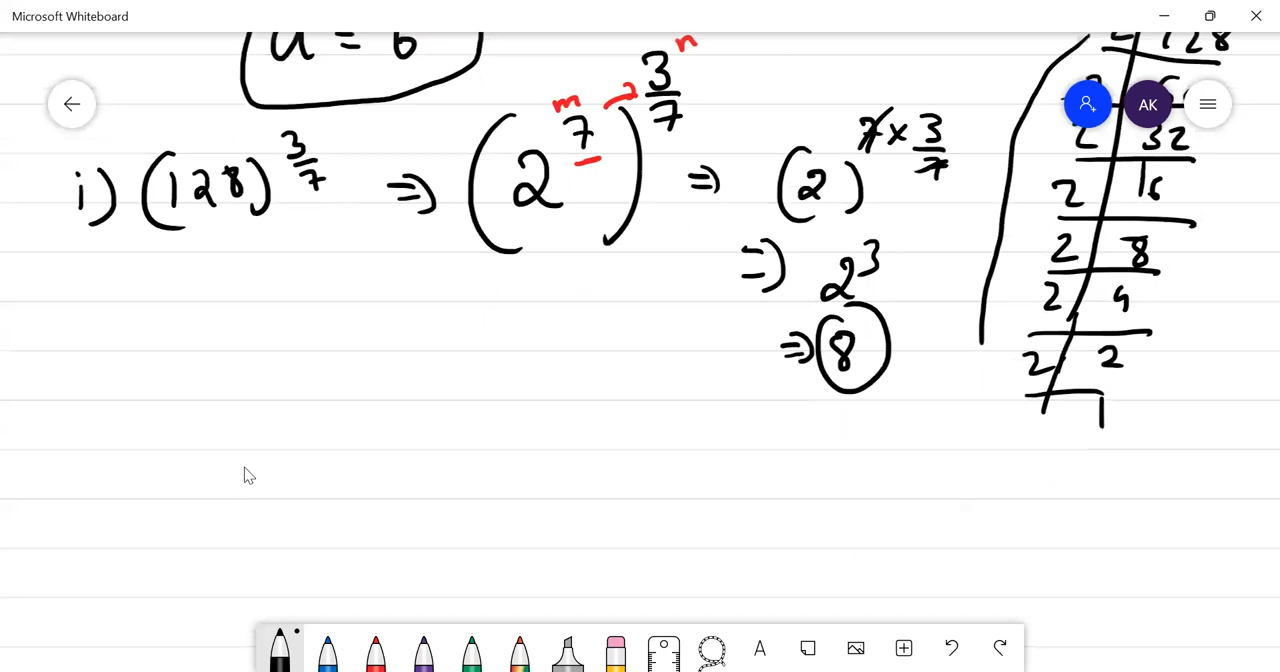 Microsoft Whiteboard
a = 6
i) (128)^{3/7} => (2^7)^{3/7} => (2)^{7 × 3/7}
m n
=> 2^3
=> 8
2 128
2 32
2 16
2 8
2 4
2 2
1
AK
A